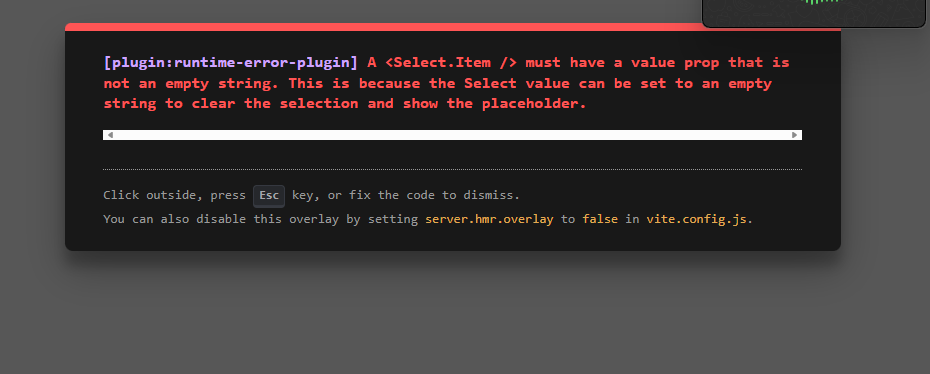 [plugin:runtime-error-plugin] A <Select.Item /> must have a value prop that is
not an empty string. This is because the Select value can be set to an empty
string to clear the selection and show the placeholder.
Click outside, press Esc key, or fix the code to dismiss.
You can also disable this overlay by setting server.hmr.overlay to false in vite.config.js.